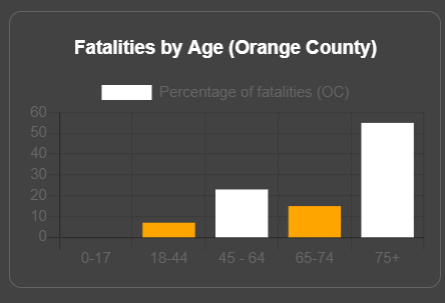 Fatalities by Age (Orange County)
Percentage of fatalities (OC)
60
50
40
30
20
10
0
0-17 18-44 45 - 64 65-74 75+